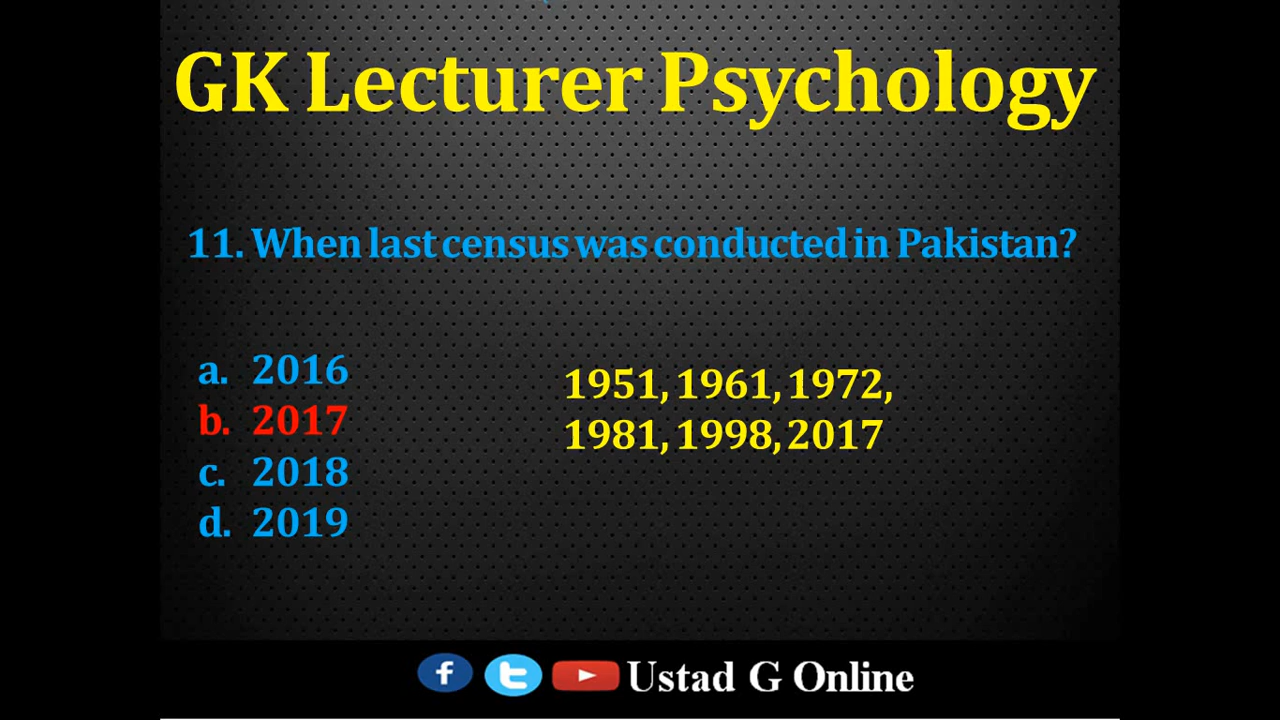 GK Lecturer Psychology
11. When last census was conducted in Pakistan?
a. 2016
b. 2017
c. 2018
d. 2019
1951, 1961, 1972,
1981, 1998, 2017
Ustad G Online